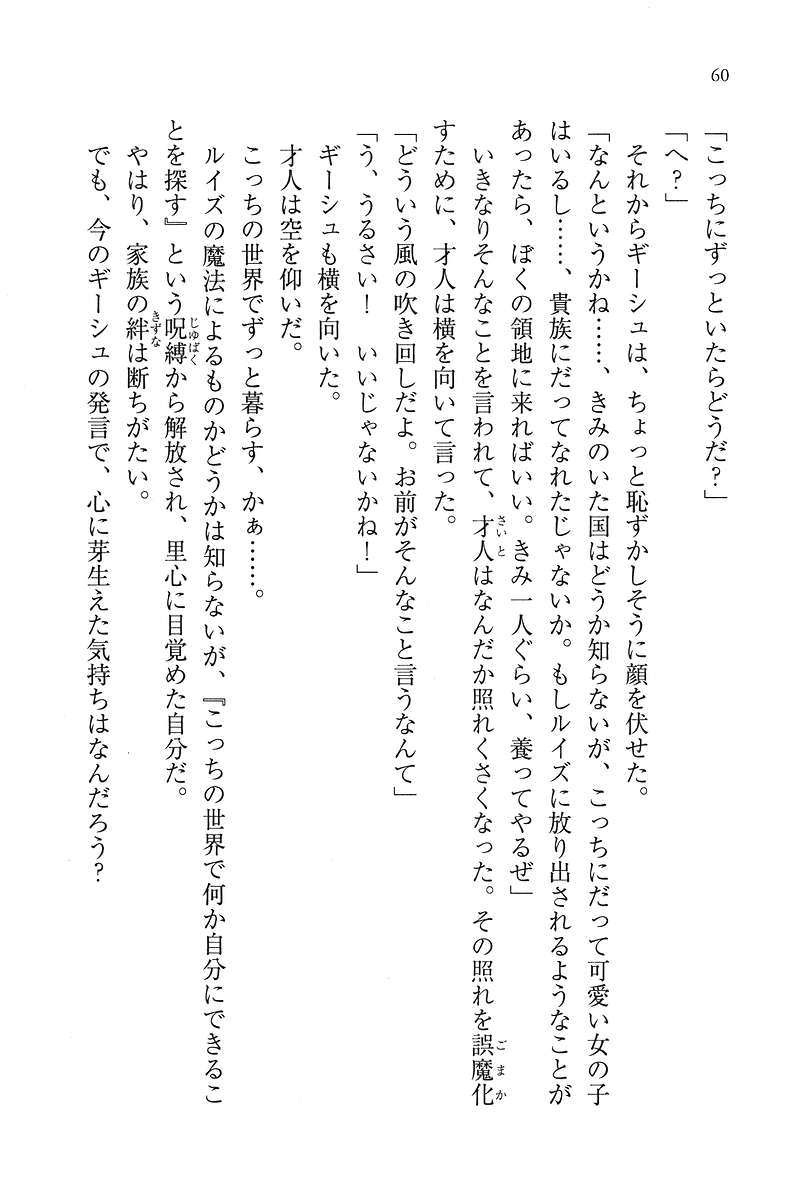 60
「こっちにずっといたらどうだ?」
「へ?」
　それからギーシュは、ちょっと恥ずかしそうに顔を伏せた。
「なんというかね……、きみのいた国はどうか知らないが、こっちにだって可愛い女の子
はいるし……、貴族にだってなれたじゃないか。もしルイズに放り出されるようなことが
あったら、ぼくの領地に来ればいい。きみ一人ぐらい、養ってやるぜ」
　いきなりそんなことを言われて、才人はなんだか照れくさくなった。その照れを誤魔化
すために、才人は横を向いて言った。
「どういう風の吹き回しだよ。お前がそんなこと言うなんて」
「う、うるさい!　いいじゃないかね!」
　ギーシュも横を向いた。
　才人は空を仰いだ。
　こっちの世界でずっと暮らす、かぁ……。
　ルイズの魔法によるものかどうかは知らないが、『こっちの世界で何か自分にできるこ
とを探す』という呪縛から解放され、里心に目覚めた自分だ。
　やはり、家族の絆は断ちがたい。
　でも、今のギーシュの発言で、心に芽生えた気持ちはなんだろう?